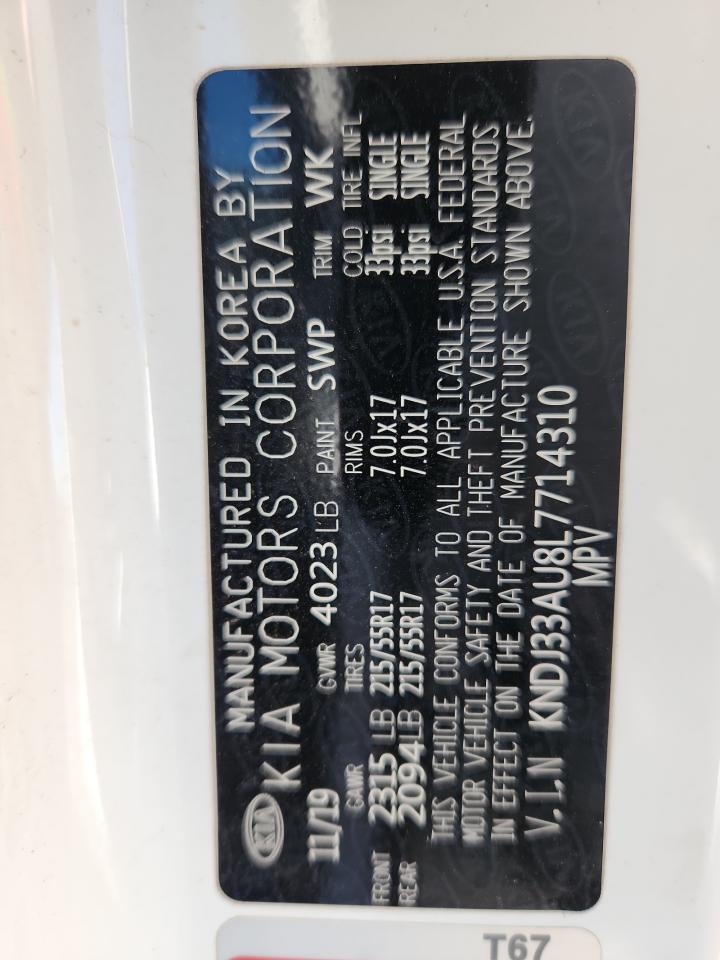 MANUFACTURED IN KOREA BY
KIA KIA MOTORS CORPORATION
11/19 GVWR 4023 LB PAINT SWP TRIM WK
GAWR TIRES RIMS COLD TIRE INFL
FRONT 2315 LB 215/55R17 7.0Jx17 33psi SINGLE
REAR 2094 LB 215/55R17 7.0Jx17 33psi SINGLE
THIS VEHICLE CONFORMS TO ALL APPLICABLE U.S.A. FEDERAL
MOTOR VEHICLE SAFETY AND THEFT PREVENTION STANDARDS
IN EFFECT ON THE DATE OF MANUFACTURE SHOWN ABOVE.
V.I.N KNDJ33AU8L7714310
MPV
T67